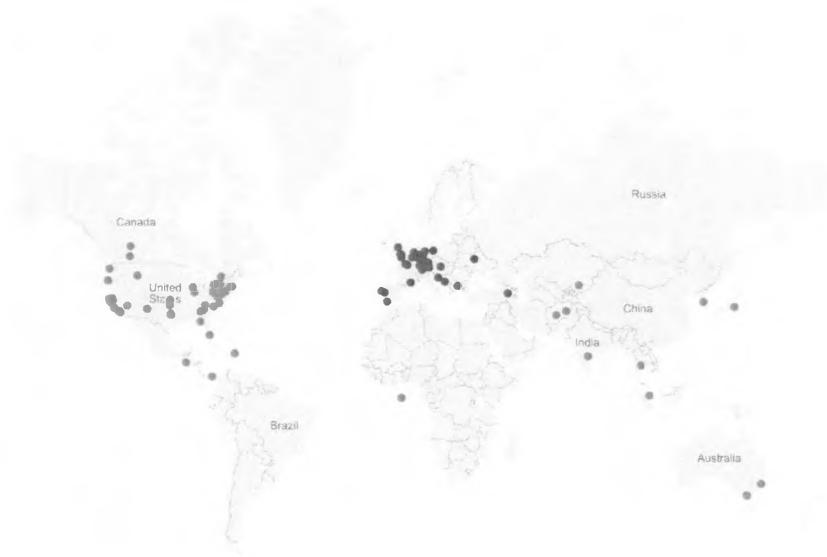 Russia
Canada
United
States
China
India
Brazil
Australia